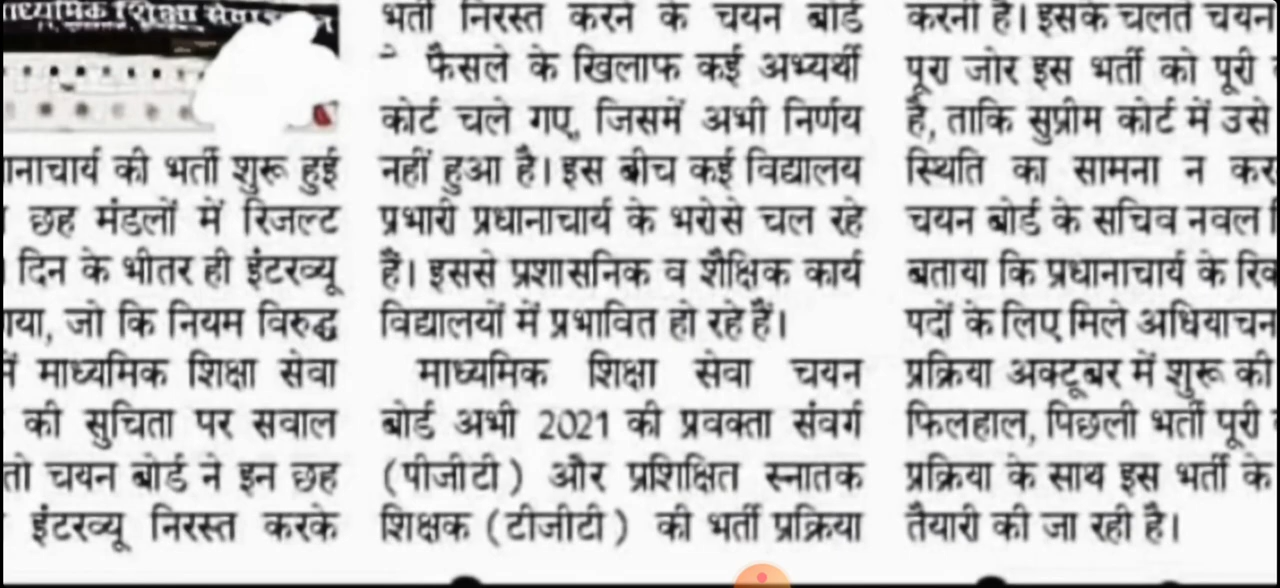 माध्यमिक शिक्षा सेवा
नाचार्य की भर्ती शुरू हुई
छह मंडलों में रिजल्ट
दिन के भीतर ही इंटरव्यू
गया, जो कि नियम विरुद्ध
में माध्यमिक शिक्षा सेवा
की सुचिता पर सवाल
तो चयन बोर्ड ने इन छह
इंटरव्यू निरस्त करके
भर्ती निरस्त करने के चयन बोर्ड
फैसले के खिलाफ कई अभ्यर्थी
कोर्ट चले गए, जिसमें अभी निर्णय
नहीं हुआ है। इस बीच कई विद्यालय
प्रभारी प्रधानाचार्य के भरोसे चल रहे
हैं। इससे प्रशासनिक व शैक्षिक कार्य
विद्यालयों में प्रभावित हो रहे हैं।
माध्यमिक शिक्षा सेवा चयन
बोर्ड अभी 2021 की प्रवक्ता संवर्ग
(पीजीटी) और प्रशिक्षित स्नातक
शिक्षक (टीजीटी) की भर्ती प्रक्रिया
करनी है। इसके चलते चयन
पूरा जोर इस भर्ती को पूरी
है, ताकि सुप्रीम कोर्ट में उसे
स्थिति का सामना न कर
चयन बोर्ड के सचिव नवल
बताया कि प्रधानाचार्य के रिक
पदों के लिए मिले अधियाचन
प्रक्रिया अक्टूबर में शुरू की
फिलहाल, पिछली भर्ती पूरी
प्रक्रिया के साथ इस भर्ती के
तैयारी की जा रही है।